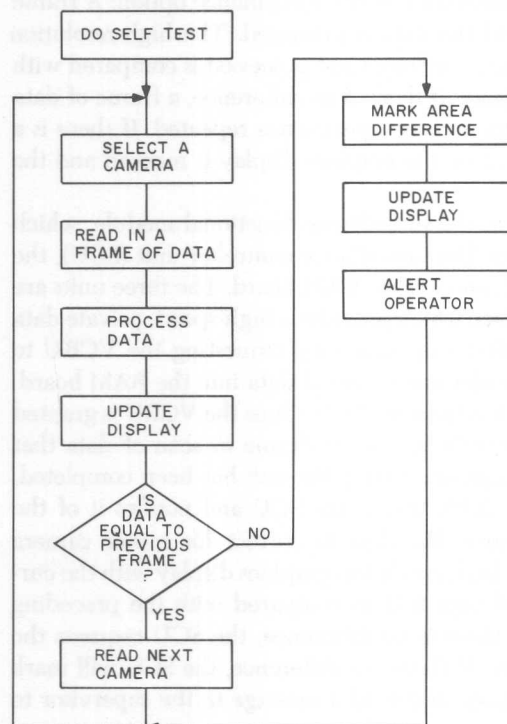 DO SELF TEST
SELECT A
CAMERA
READ IN A
FRAME OF DATA
PROCESS
DATA
UPDATE
DISPLAY
IS
DATA
EQUAL TO
PREVIOUS
FRAME
?
NO
YES
READ NEXT
CAMERA
MARK AREA
DIFFERENCE
UPDATE
DISPLAY
ALERT
OPERATOR